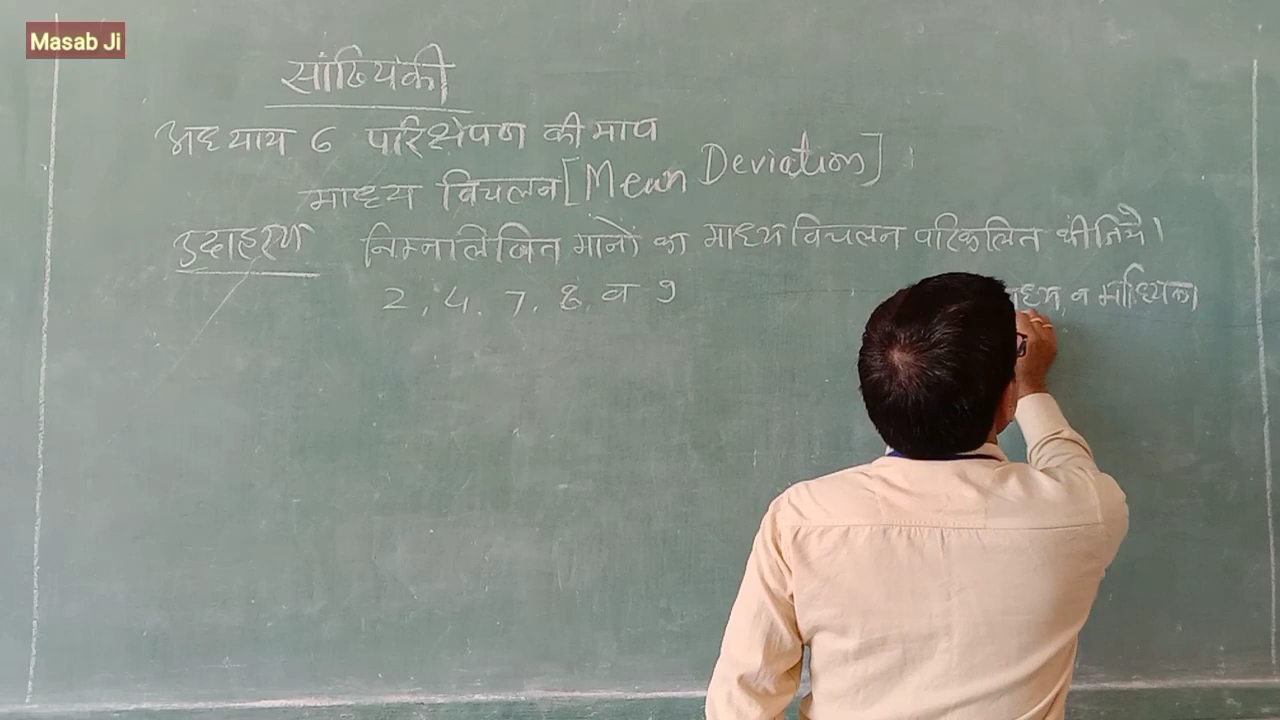 Masab Ji
सांख्यिकी
अध्याय 6 परिक्षेपण की माप
माध्य विचलन [Mean Deviation]
उदाहरण निम्नलिखित मानों का माध्य विचलन परिकलित कीजिये।
2, 4, 7, 8, व 9
व माध्यिका